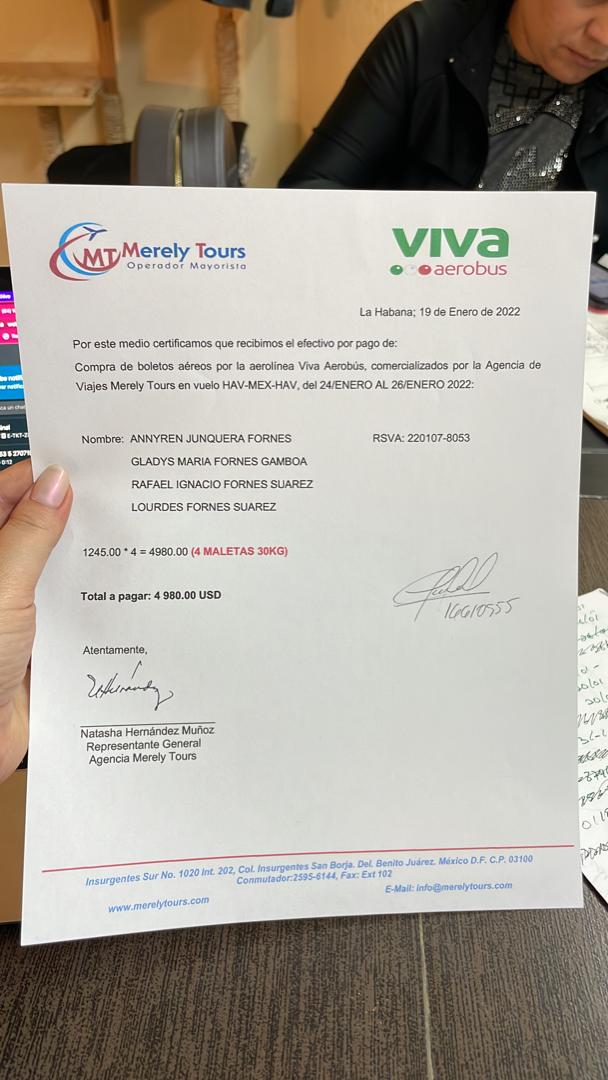 MT Merely Tours
Operador Mayorista
VIVA
aerobus
La Habana; 19 de Enero de 2022
Por este medio certificamos que recibimos el efectivo por pago de:
Compra de boletos aéreos por la aerolínea Viva Aerobús, comercializados por la Agencia de
Viajes Merely Tours en vuelo HAV-MEX-HAV, del 24/ENERO AL 26/ENERO 2022:
Nombre: ANNYREN JUNQUERA FORNES RSVA: 220107-8053
GLADYS MARIA FORNES GAMBOA
RAFAEL IGNACIO FORNES SUAREZ
LOURDES FORNES SUAREZ
1245.00 * 4 = 4980.00 (4 MALETAS 30KG)
Total a pagar: 4 980.00 USD
Atentamente,
Natasha Hernández Muñoz
Representante General
Agencia Merely Tours
Insurgentes Sur No. 1020 Int. 202, Col. Insurgentes San Borja. Del. Benito Juárez. México D.F. C.P. 03100
Conmutador:2595-6144, Fax: Ext 102
www.merelytours.com E-Mail: info@merelytours.com